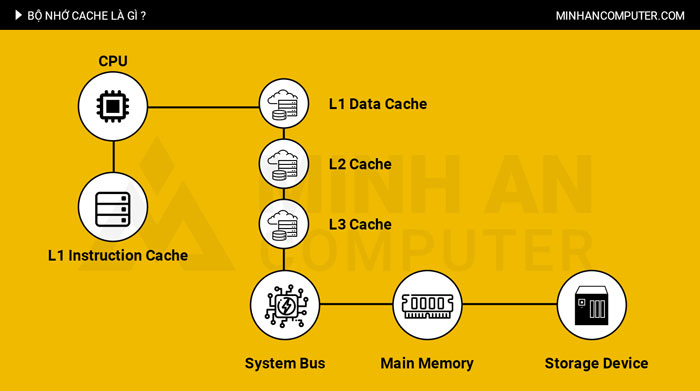 BỘ NHỚ CACHE LÀ GÌ ?
MINHANCOMPUTER.COM
CPU
L1 Data Cache
L2 Cache
L3 Cache
L1 Instruction Cache
MINH AN
COMPUTER
System Bus
Main Memory
Storage Device